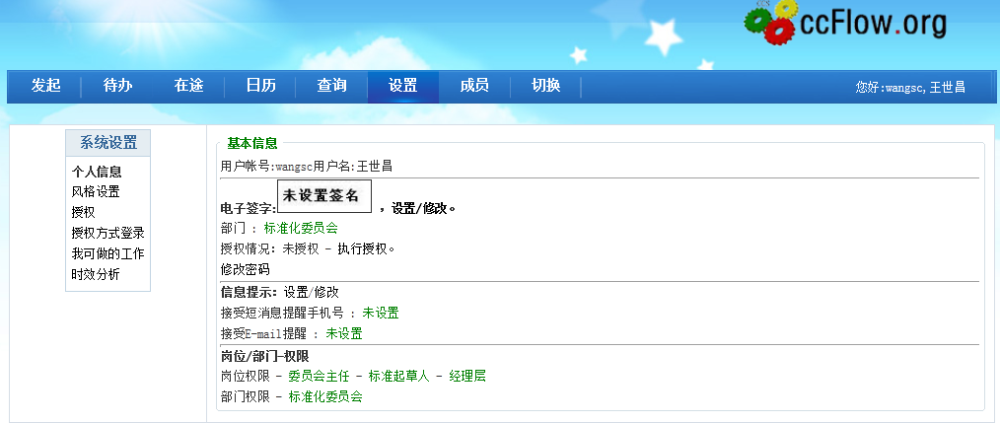 ccFlow.org
发起 待办 在途 日历 查询 设置 成员 切换 您好:wangsc,王世昌
系统设置
个人信息
风格设置
授权
授权方式登录
我可做的工作
时效分析
基本信息
用户帐号:wangsc用户名:王世昌
电子签字:未设置签名 ,设置/修改。
部门 : 标准化委员会
授权情况: 未授权 - 执行授权。
修改密码
信息提示: 设置/修改
接受短消息提醒手机号 : 未设置
接受E-mail提醒 : 未设置
岗位/部门-权限
岗位权限 - 委员会主任 - 标准起草人 - 经理层
部门权限 - 标准化委员会